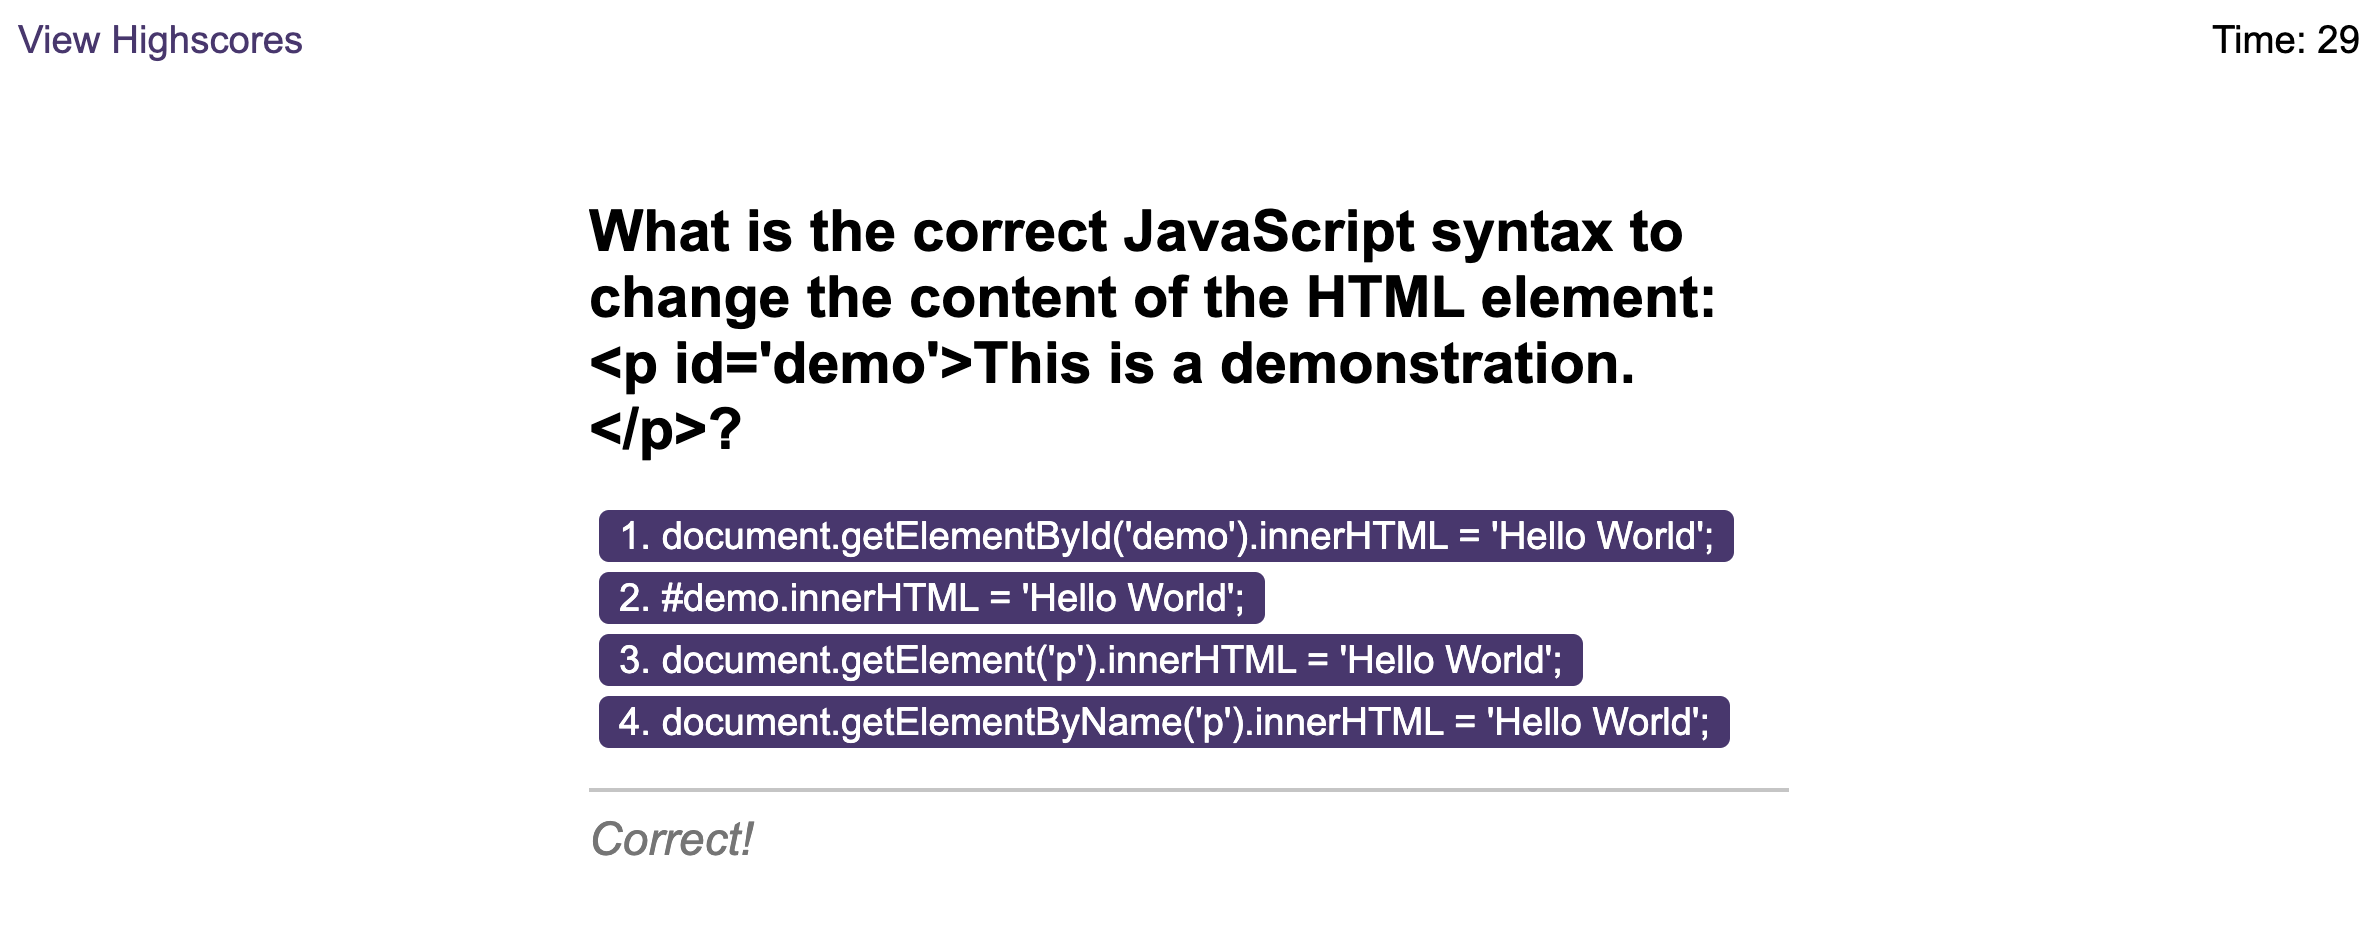 View Highscores
Time: 29
What is the correct JavaScript syntax to
change the content of the HTML element:
<p id='demo'>This is a demonstration.
</p>?
1. document.getElementById('demo').innerHTML = 'Hello World';
2. #demo.innerHTML = 'Hello World';
3. document.getElement('p').innerHTML = 'Hello World';
4. document.getElementByName('p').innerHTML = 'Hello World';
Correct!